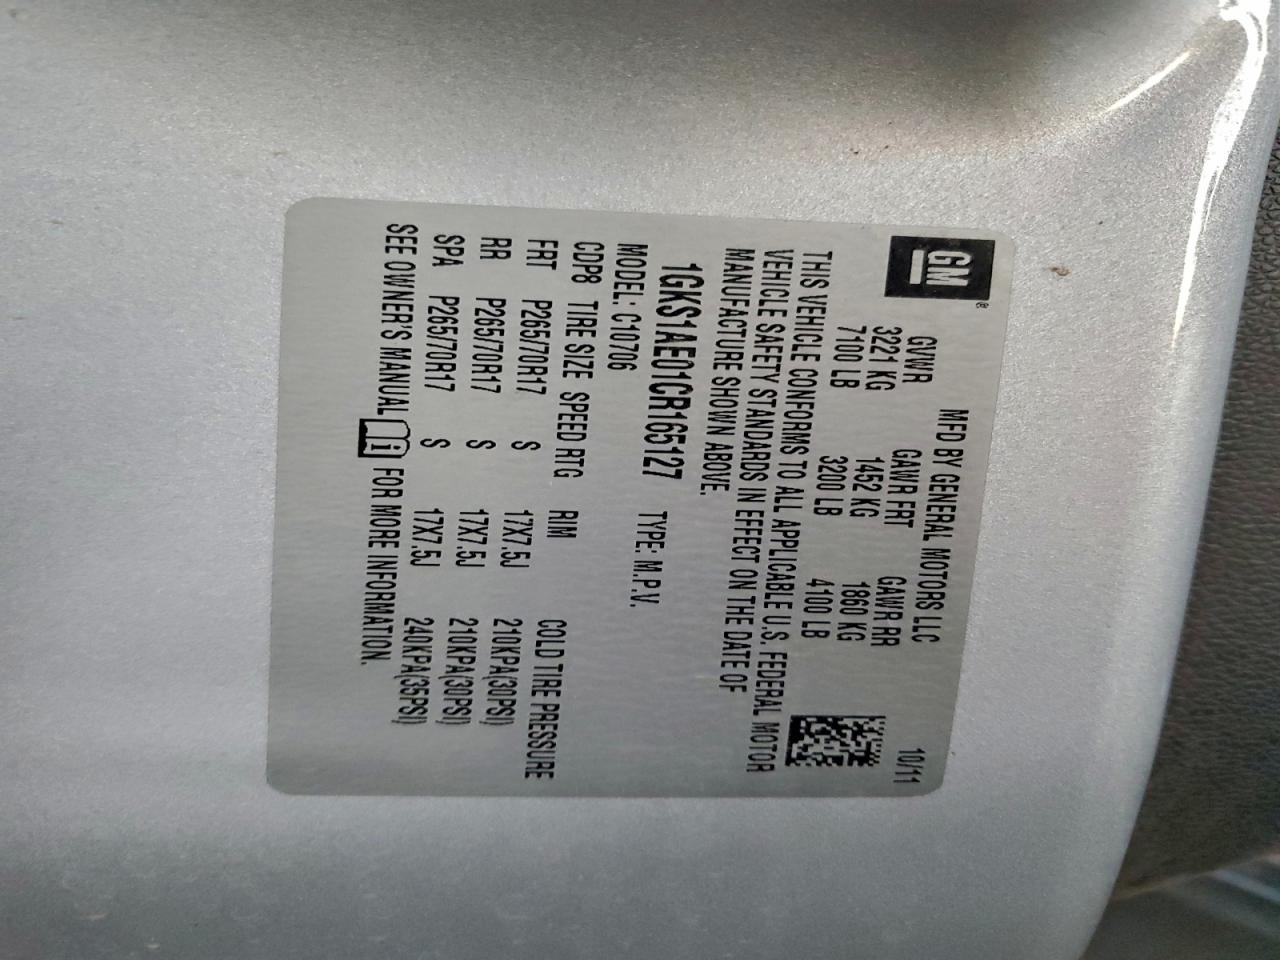 GM®
MFD BY GENERAL MOTORS LLC 10/11
GVWR GAWR FRT GAWR RR
3221 KG 1452 KG 1860 KG
7100 LB 3200 LB 4100 LB
THIS VEHICLE CONFORMS TO ALL APPLICABLE U.S. FEDERAL MOTOR
VEHICLE SAFETY STANDARDS IN EFFECT ON THE DATE OF
MANUFACTURE SHOWN ABOVE.
1GKS1AE01CR165127 TYPE: M.P.V.
MODEL: C10706
CDP8 TIRE SIZE SPEED RTG RIM COLD TIRE PRESSURE
FRT P265/70R17 S 17X7.5J 210KPA(30PSI)
RR P265/70R17 S 17X7.5J 210KPA(30PSI)
SPA P265/70R17 S 17X7.5J 240KPA(35PSI)
SEE OWNER'S MANUAL FOR MORE INFORMATION.